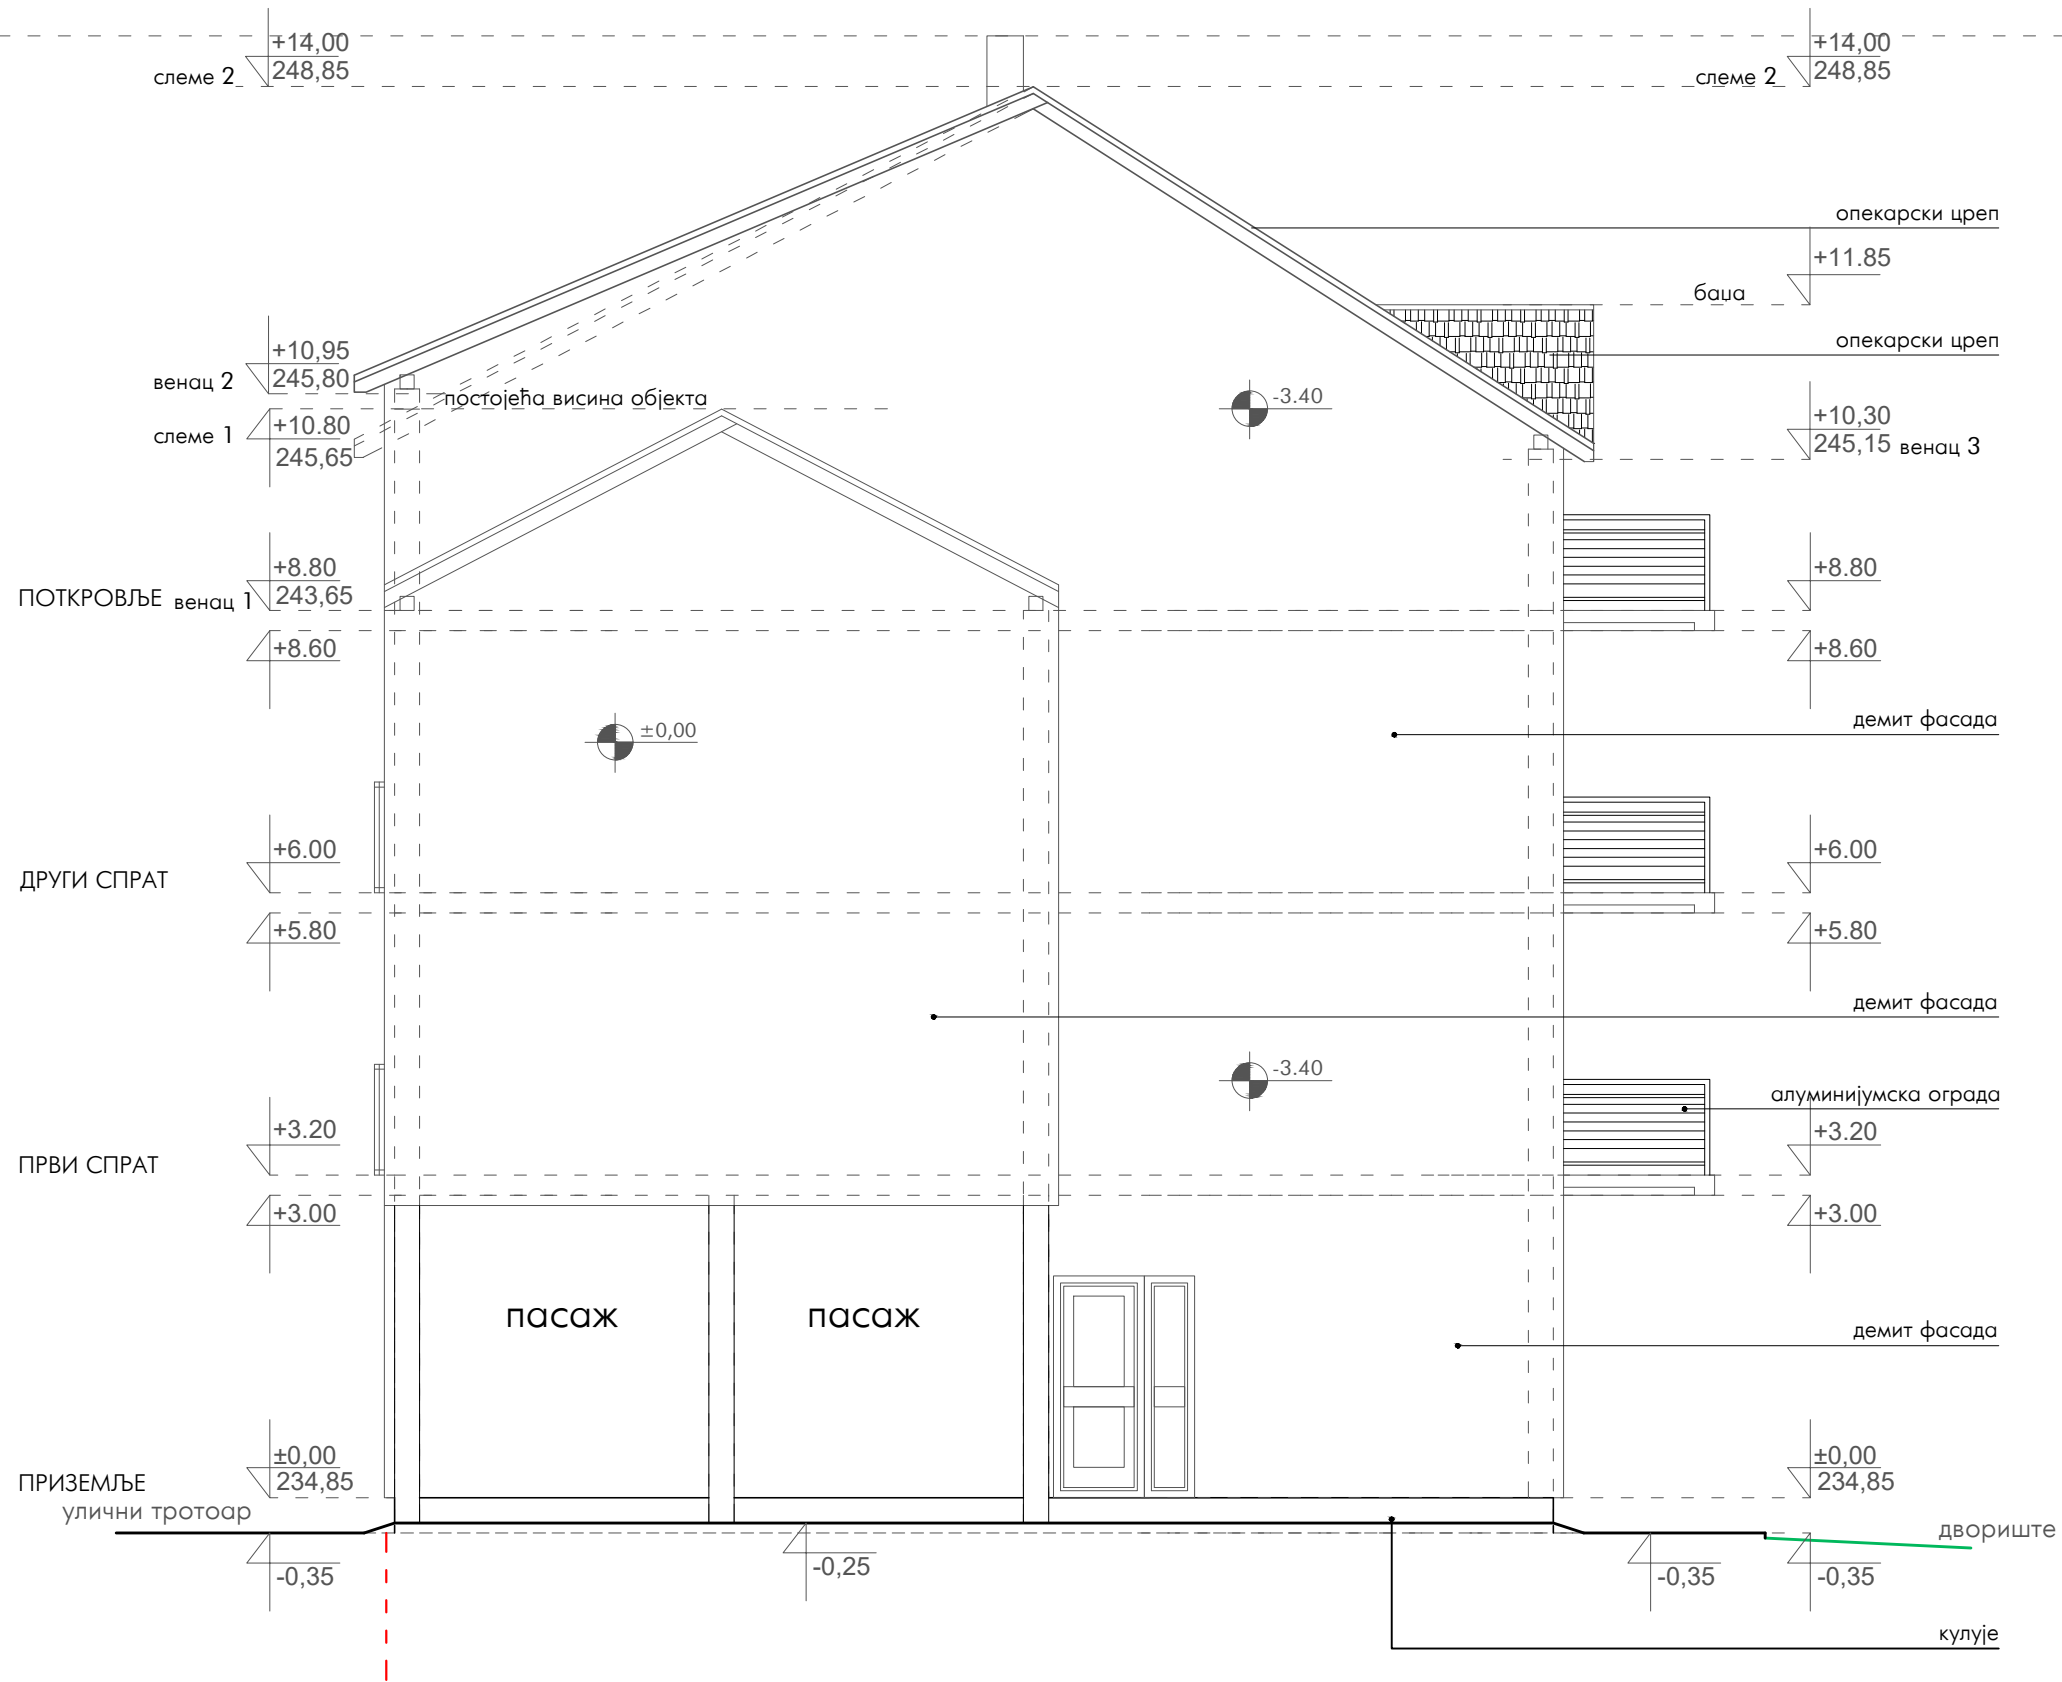 +14,00
слеме 2 248,85
+14,00
слеме 2 248,85
опекарски цреп
+11.85
баџа
опекарски цреп
+10,95
венац 2 245,80
постојећа висина објекта
-3.40
+10.80
слеме 1
245,65
+10,30
245,15 венац 3
+8.80
ПОТКРОВЉЕ венац 1 243,65
+8.80
+8.60
+8.60
±0,00
демит фасада
+6.00
ДРУГИ СПРАТ
+6.00
+5.80
+5.80
демит фасада
-3.40
алуминијумска ограда
+3.20
ПРВИ СПРАТ
+3.20
+3.00
+3.00
пасаж
пасаж
демит фасада
±0,00
ПРИЗЕМЉЕ 234,85
±0,00
234,85
улични тротоар
двориште
-0,35
-0,25
-0,35
-0,35
кулује